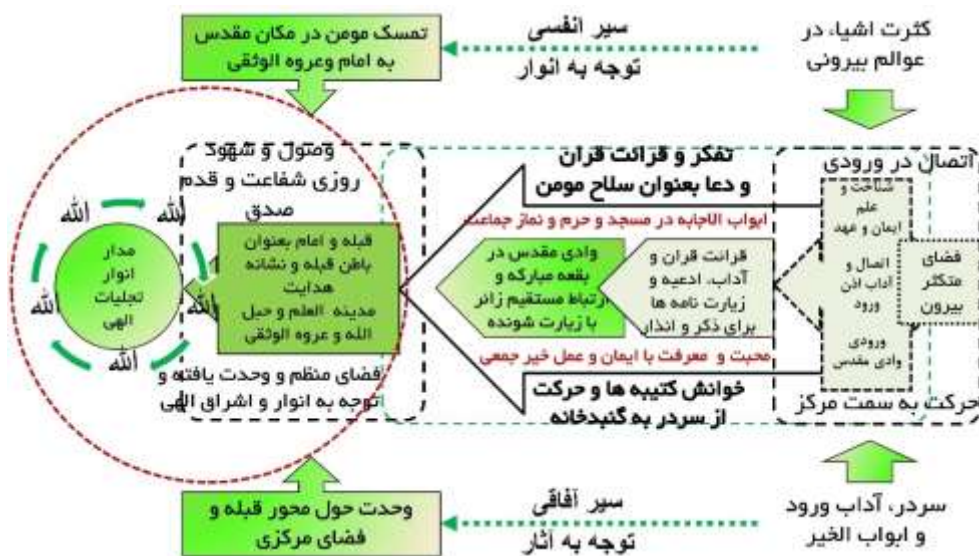 کثرت اشیا، در
عوالم بیرونی
سیر انفسی
توجه به انوار
تمسک مومن در مکان مقدس
به امام وعروه الوثقی
اتصال در ورودی
فضای
متکثر
بیرون
شناخت و
علم
ایمان و عهد
اتصال و
آداب اذن
ورود
ورودی
وادی مقدس
حرکت به سمت مرکز
تفکر و قرائت قران
و دعا بعنوان سلاح مومن
ابواب الاجابه در مسجد و حرم و نماز جماعت
قرائت قران و
آداب، ادعیه و
زیارت نامه ها
برای ذکر و انذار
وادی مقدس در
بقعه مبارکه و
ارتباط مستقیم زائر
با زیارت شونده
محبت و معرفت با ایمان و عمل خیر جمعی
خوانش کتیبه ها و حرکت
از سردر به گنبدخانه
وصول و شهود
روزی شفاعت و قدم
صدق
قبله و امام بعنوان
باطن قبله و نشانه
هدایت
مدینه العلم و حبل
الله و عروه الوثقی
فضای منظم و وحدت یافته و
توجه به انوار و اشراق الهی
مدار
انوار
تجلیات
الهی
الله
الله
الله
الله
الله
سردر، آداب ورود
و ابواب الخیر
سیر آفاقی
توجه به آثار
وحدت حول محور قبله و
فضای مرکزی